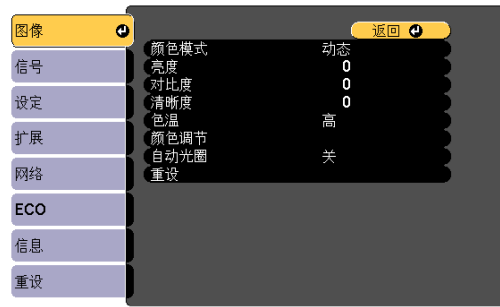 图像
信号
设定
扩展
网络
ECO
信息
重设
返回
颜色模式 动态
亮度 0
对比度 0
清晰度 0
色温 高
颜色调节
自动光圈 关
重设